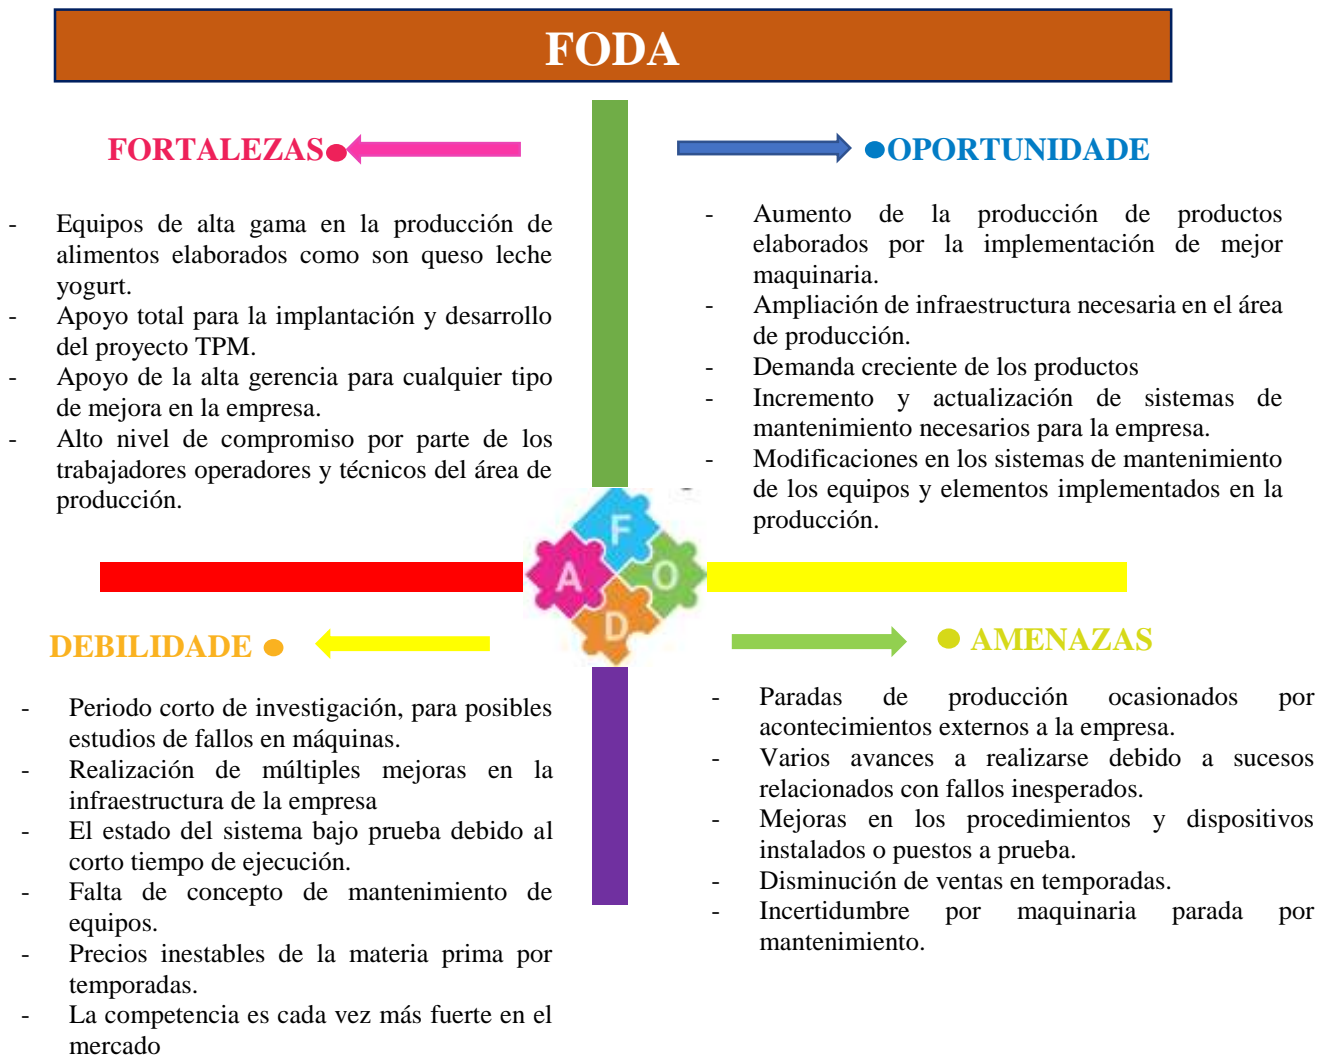 FODA
FORTALEZAS
- Equipos de alta gama en la producción de
alimentos elaborados como son queso leche
yogurt.
- Apoyo total para la implantación y desarrollo
del proyecto TPM.
- Apoyo de la alta gerencia para cualquier tipo
de mejora en la empresa.
- Alto nivel de compromiso por parte de los
trabajadores operadores y técnicos del área de
producción.
OPORTUNIDADE
- Aumento de la producción de productos
elaborados por la implementación de mejor
maquinaria.
- Ampliación de infraestructura necesaria en el área
de producción.
- Demanda creciente de los productos
- Incremento y actualización de sistemas de
mantenimiento necesarios para la empresa.
- Modificaciones en los sistemas de mantenimiento
de los equipos y elementos implementados en la
producción.
F
A O
D
DEBILIDADE
- Periodo corto de investigación, para posibles
estudios de fallos en máquinas.
- Realización de múltiples mejoras en la
infraestructura de la empresa
- El estado del sistema bajo prueba debido al
corto tiempo de ejecución.
- Falta de concepto de mantenimiento de
equipos.
- Precios inestables de la materia prima por
temporadas.
- La competencia es cada vez más fuerte en el
mercado
AMENAZAS
- Paradas de producción ocasionados por
acontecimientos externos a la empresa.
- Varios avances a realizarse debido a sucesos
relacionados con fallos inesperados.
- Mejoras en los procedimientos y dispositivos
instalados o puestos a prueba.
- Disminución de ventas en temporadas.
- Incertidumbre por maquinaria parada por
mantenimiento.